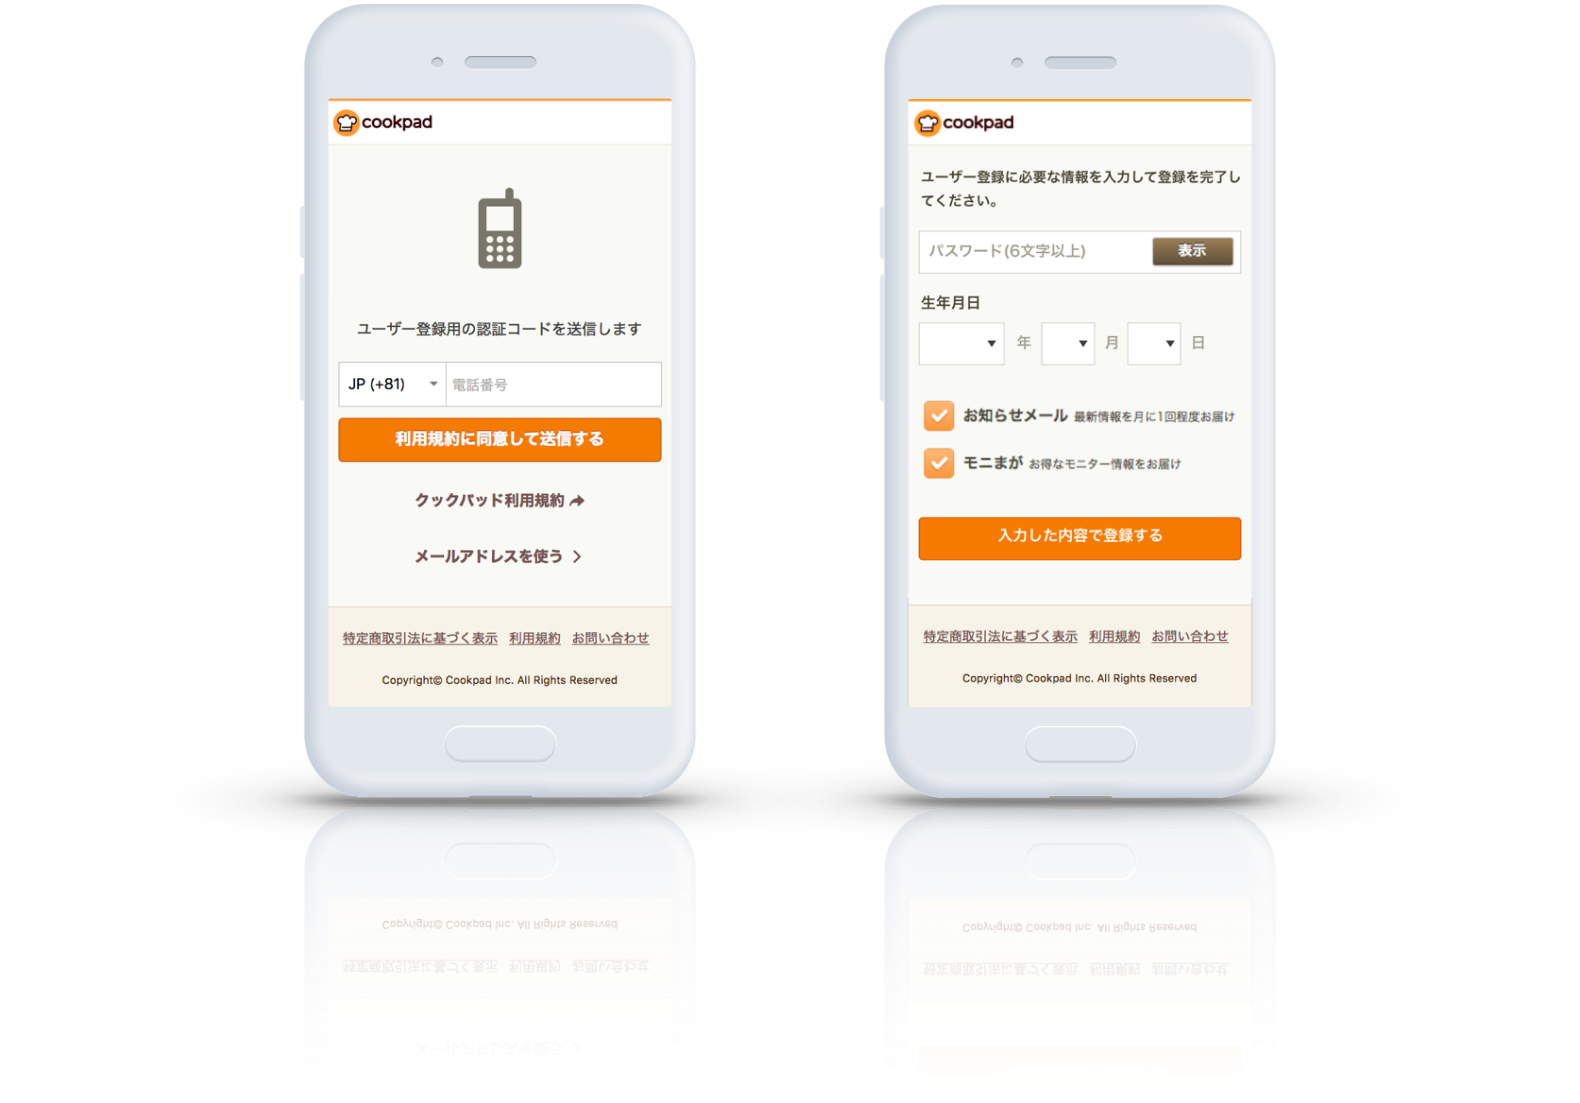 cookpad
ユーザー登録用の認証コードを送信します
JP (+81) 電話番号
利用規約に同意して送信する
クックパッド利用規約
メールアドレスを使う
特定商取引法に基づく表示 利用規約 お問い合わせ
Copyright© Cookpad Inc. All Rights Reserved
cookpad
ユーザー登録に必要な情報を入力して登録を完了し
てください。
パスワード(6文字以上) 表示
生年月日
年 月 日
お知らせメール 最新情報を月に1回程度お届け
モニまが お得なモニター情報をお届け
入力した内容で登録する
特定商取引法に基づく表示 利用規約 お問い合わせ
Copyright© Cookpad Inc. All Rights Reserved